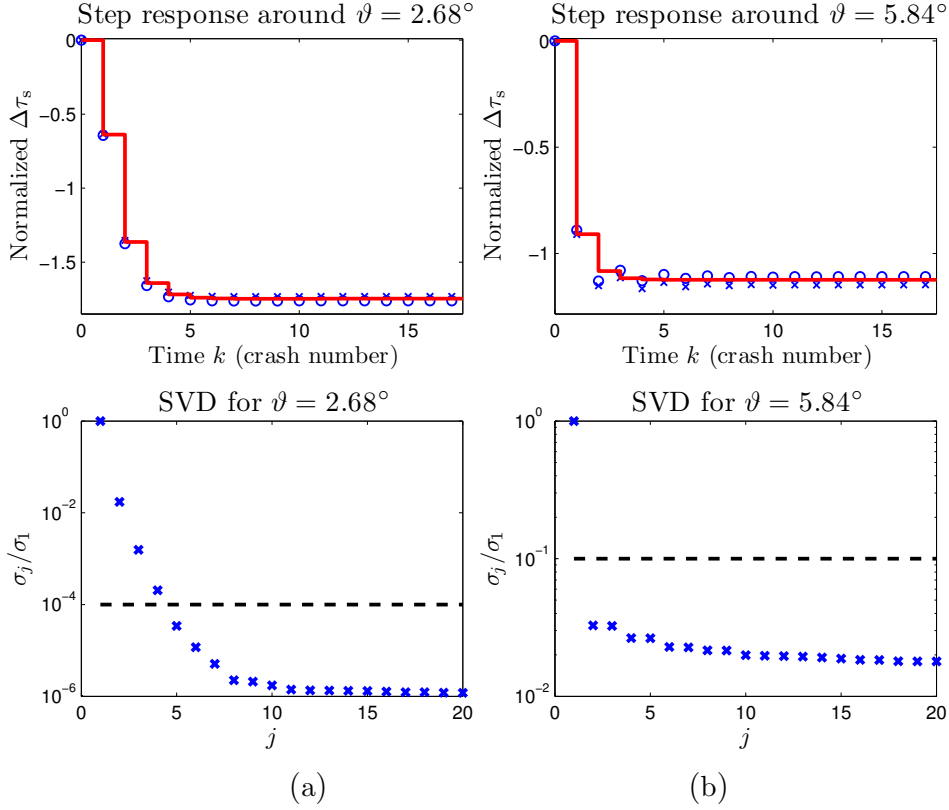 Step response around ϑ = 2.68°
Normalized Δτs
0
−0.5
−1
−1.5
0 5 10 15
Time k (crash number)
Step response around ϑ = 5.84°
Normalized Δτs
0
−0.5
−1
0 5 10 15
Time k (crash number)
SVD for ϑ = 2.68°
σj/σ1
10^0
10^−2
10^−4
10^−6
0 5 10 15 20
j
(a)
SVD for ϑ = 5.84°
σj/σ1
10^0
10^−1
10^−2
0 5 10 15 20
j
(b)